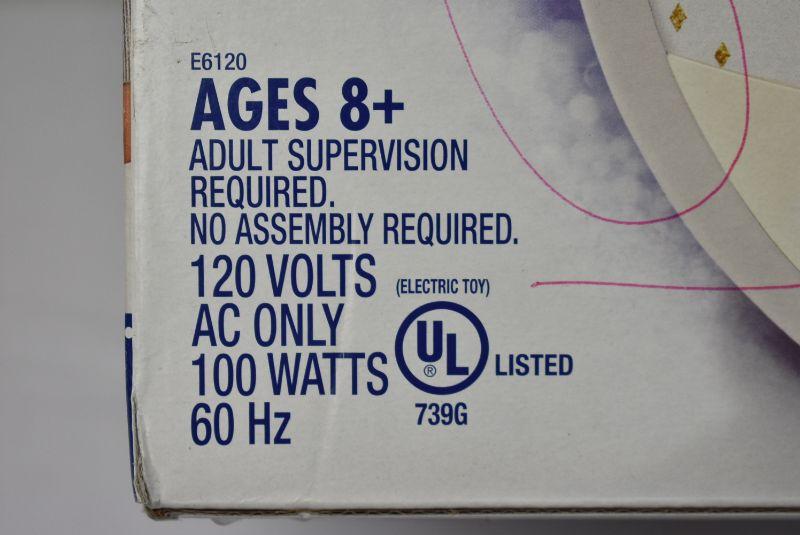 E6120
AGES 8+
ADULT SUPERVISION
REQUIRED.
NO ASSEMBLY REQUIRED.
120 VOLTS (ELECTRIC TOY)
AC ONLY
100 WATTS
60 Hz
UL ® LISTED
739G